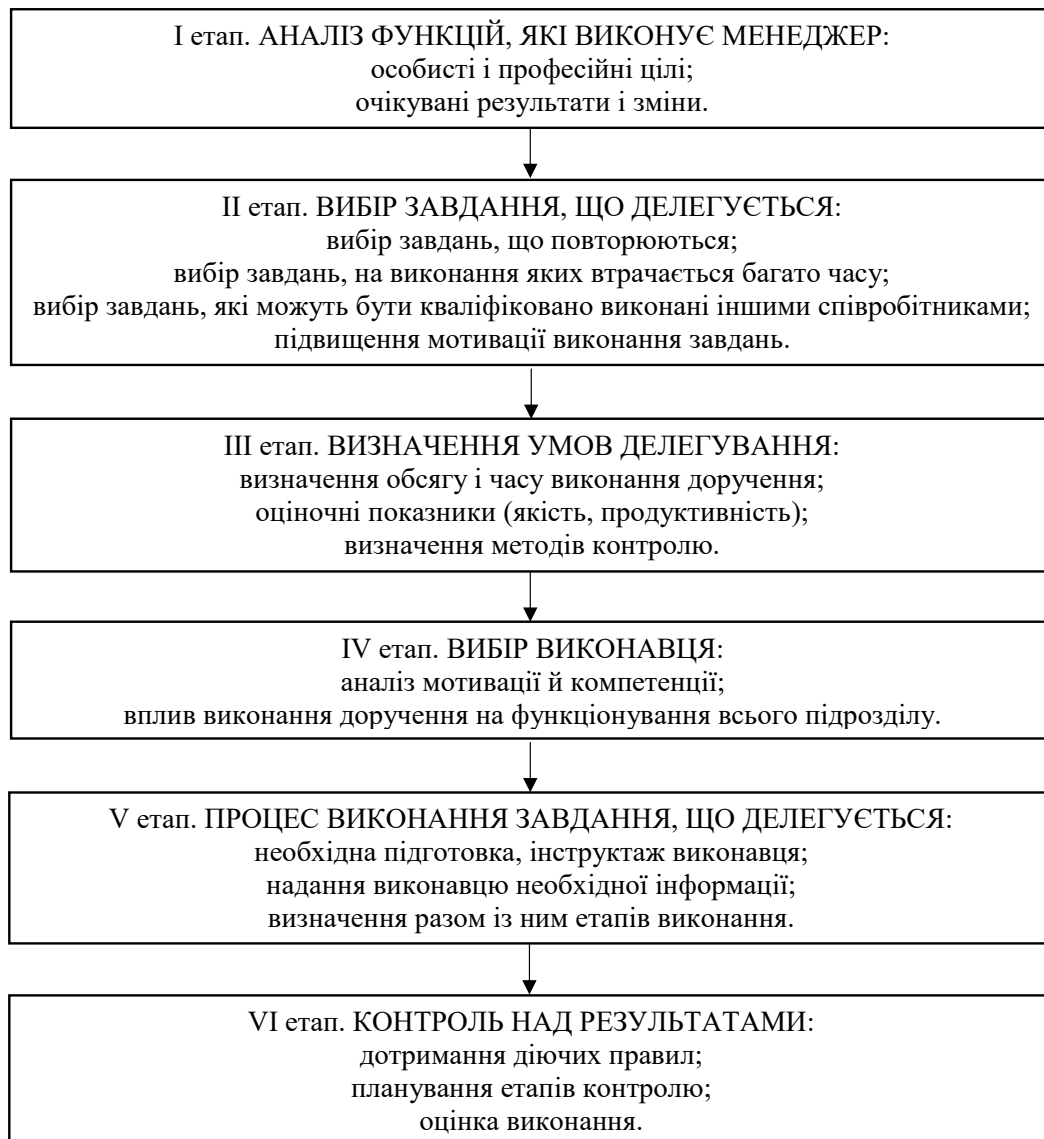 І етап. АНАЛІЗ ФУНКЦІЙ, ЯКІ ВИКОНУЄ МЕНЕДЖЕР:
особисті і професійні цілі;
очікувані результати і зміни.
ІІ етап. ВИБІР ЗАВДАННЯ, ЩО ДЕЛЕГУЄТЬСЯ:
вибір завдань, що повторюються;
вибір завдань, на виконання яких втрачається багато часу;
вибір завдань, які можуть бути кваліфіковано виконані іншими співробітниками;
підвищення мотивації виконання завдань.
ІІІ етап. ВИЗНАЧЕННЯ УМОВ ДЕЛЕГУВАННЯ:
визначення обсягу і часу виконання доручення;
оціночні показники (якість, продуктивність);
визначення методів контролю.
IV етап. ВИБІР ВИКОНАВЦЯ:
аналіз мотивації й компетенції;
вплив виконання доручення на функціонування всього підрозділу.
V етап. ПРОЦЕС ВИКОНАННЯ ЗАВДАННЯ, ЩО ДЕЛЕГУЄТЬСЯ:
необхідна підготовка, інструктаж виконавця;
надання виконавцю необхідної інформації;
визначення разом із ним етапів виконання.
VI етап. КОНТРОЛЬ НАД РЕЗУЛЬТАТАМИ:
дотримання діючих правил;
планування етапів контролю;
оцінка виконання.